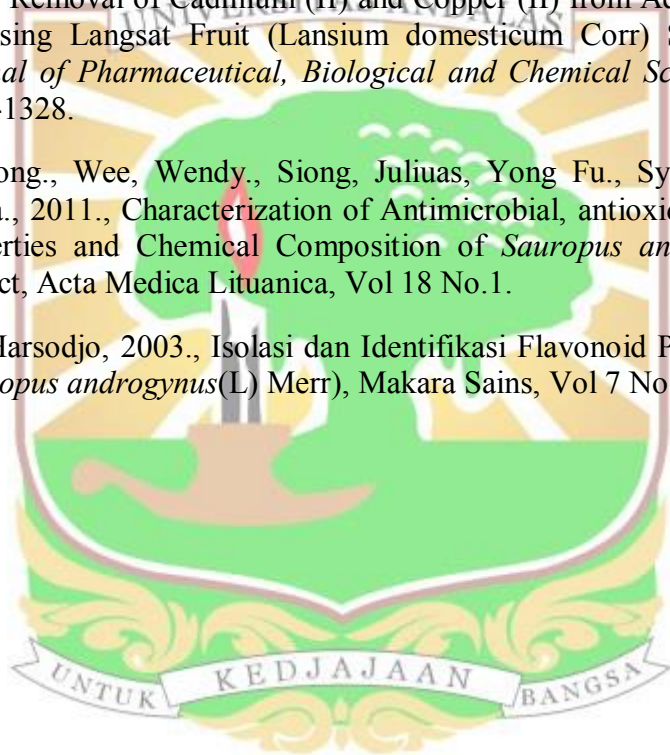 Removal of Cadmium (II) and Copper (II) from
sing Langsat Fruit (Lansium domesticum Corr)
nal of Pharmaceutical, Biological and Chemical Sc
-1328.
ong., Wee, Wendy., Siong, Juliuas, Yong Fu., Sy
a., 2011., Characterization of Antimicrobial, antioxic
erties and Chemical Composition of Sauropus an
ct, Acta Medica Lituanica, Vol 18 No.1.
Harsodjo, 2003., Isolasi dan Identifikasi Flavonoid P
opus androgynus(L) Merr), Makara Sains, Vol 7 No
UNTUK KEDJAJAAN BANGSA